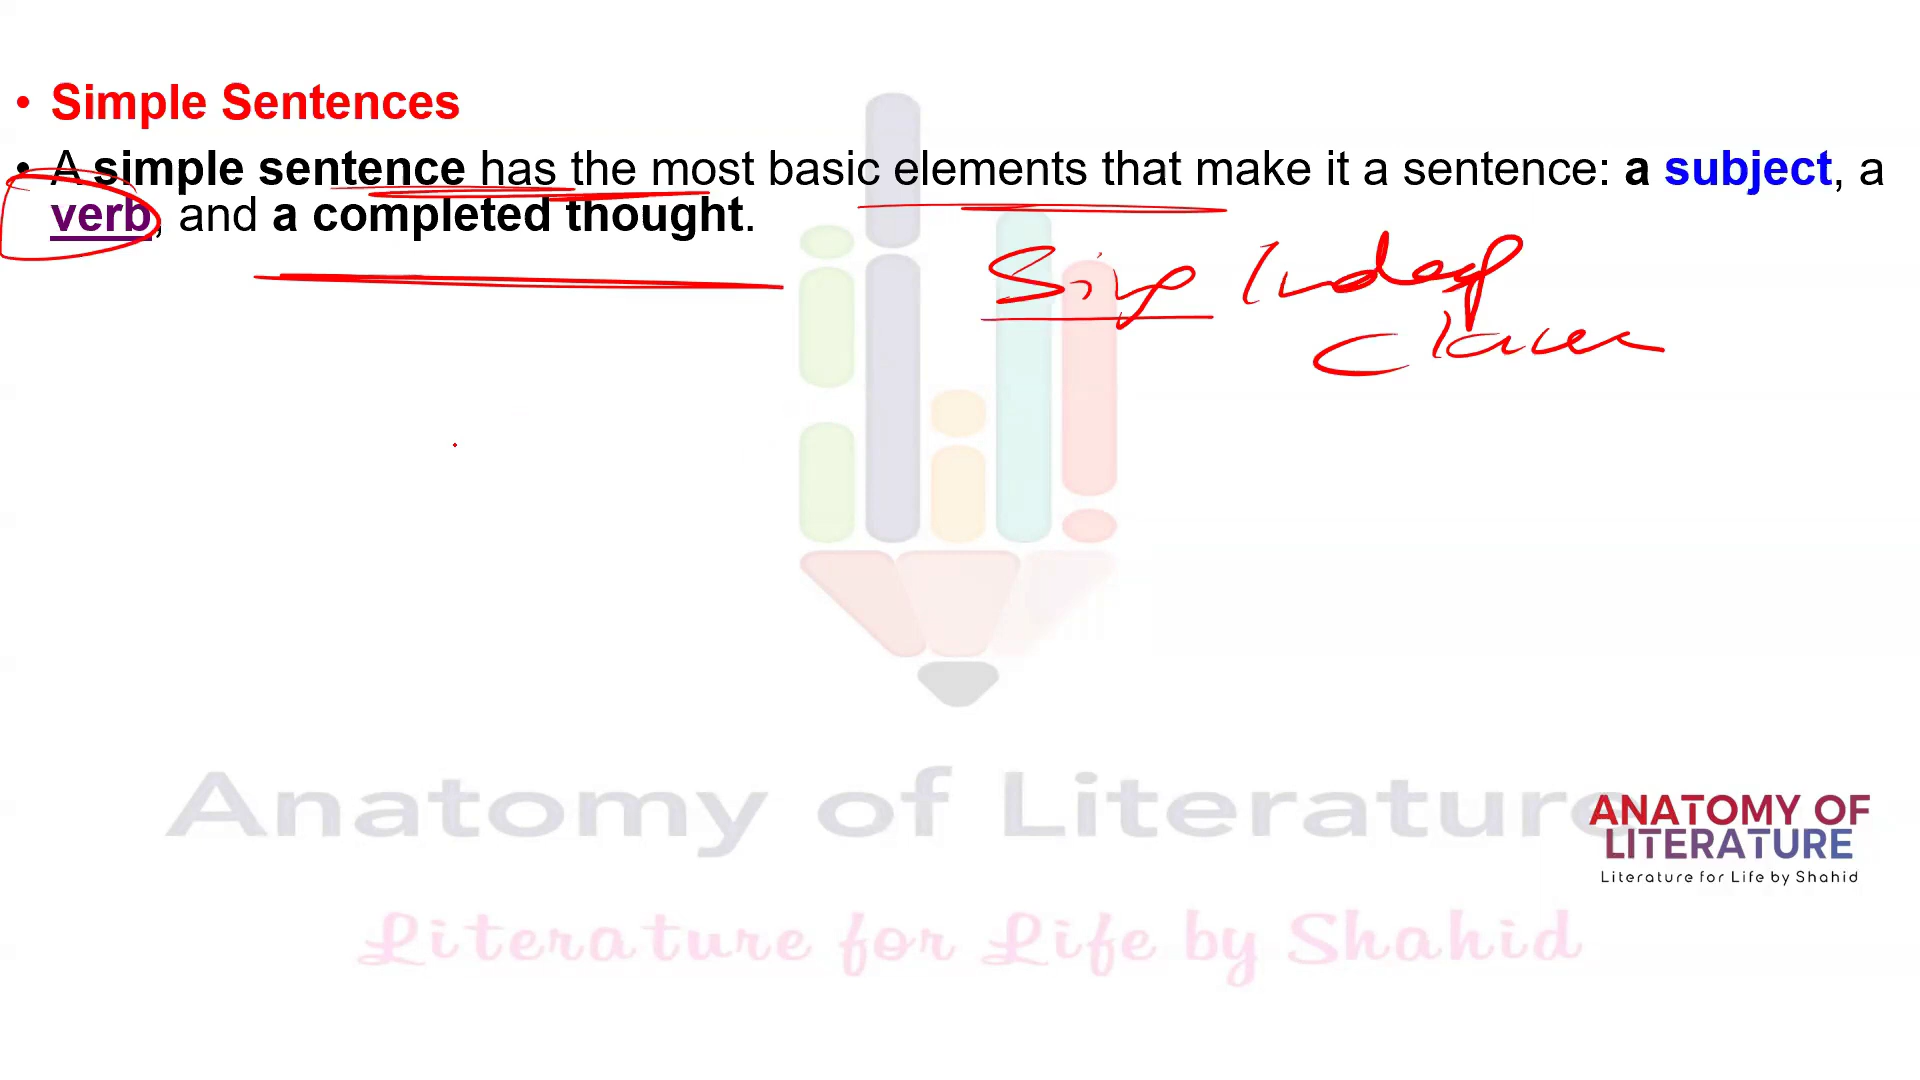 • Simple Sentences
• A simple sentence has the most basic elements that make it a sentence: a subject, a
verb, and a completed thought.
Indep
Anatomy of Literature
ANATOMY OF
LITERATURE
Literature for Life by Shahid
Literature for Life by Shahid